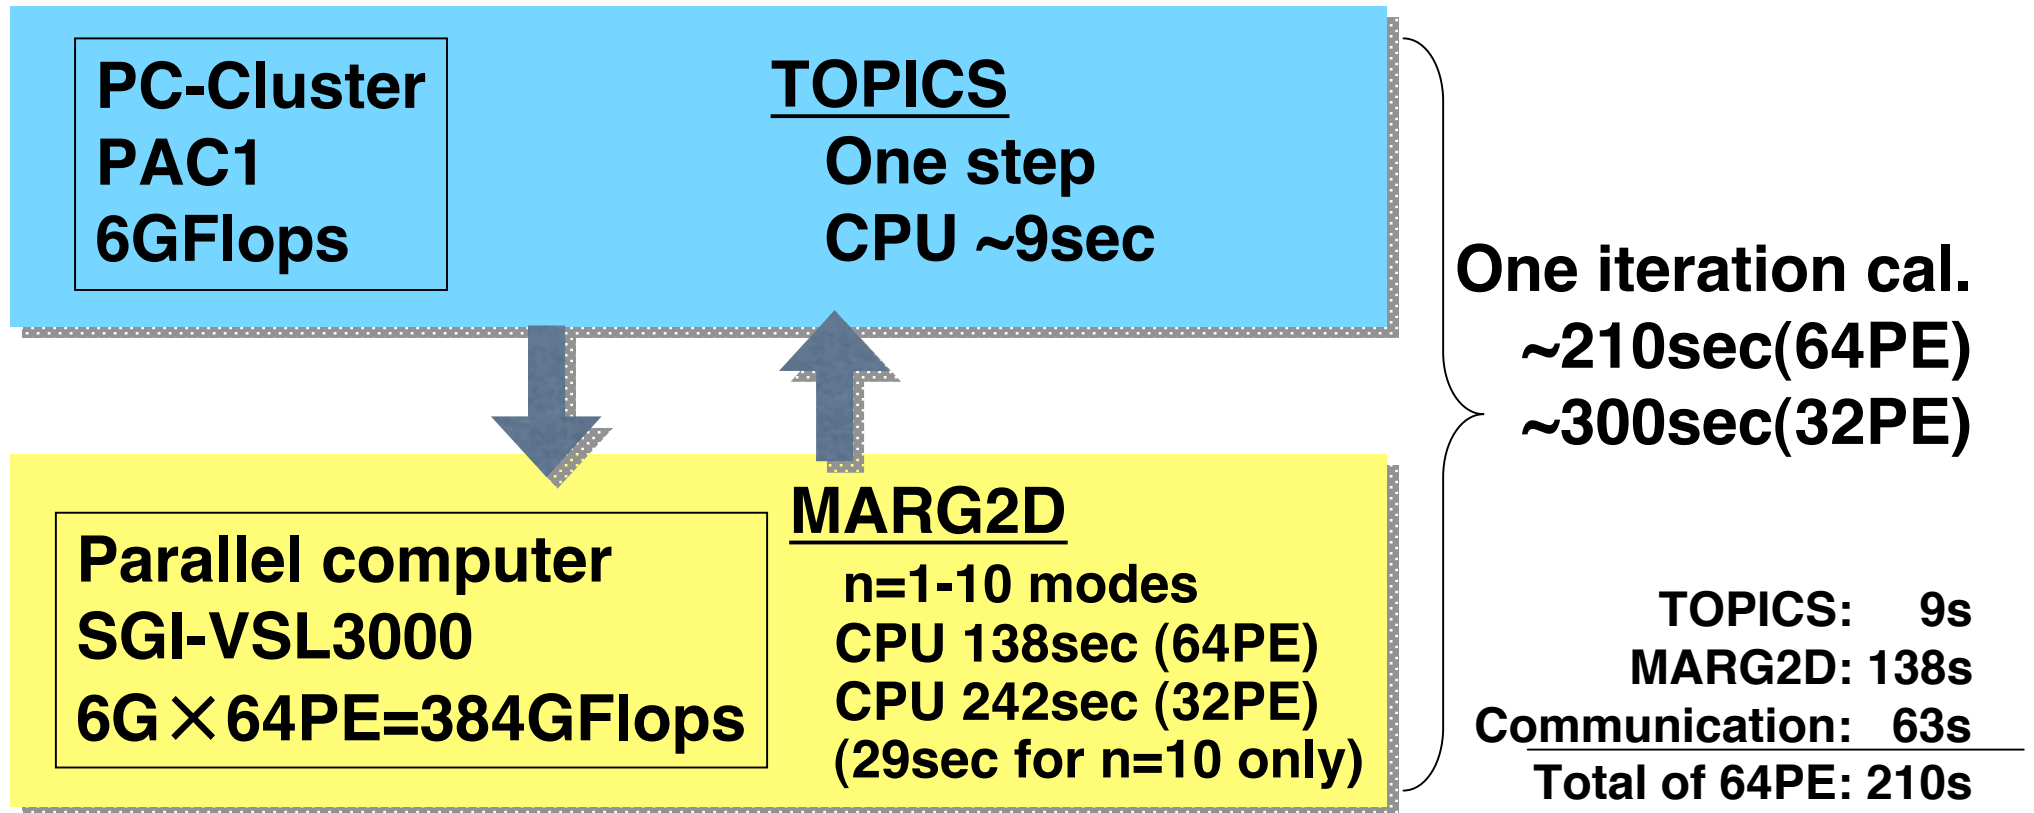 PC-Cluster
PAC1
6GFlops
TOPICS
One step
CPU ~9sec
Parallel computer
SGI-VSL3000
6G×64PE=384GFlops
MARG2D
n=1-10 modes
CPU 138sec (64PE)
CPU 242sec (32PE)
(29sec for n=10 only)
One iteration cal.
~210sec(64PE)
~300sec(32PE)
TOPICS: 9s
MARG2D: 138s
Communication: 63s
Total of 64PE: 210s